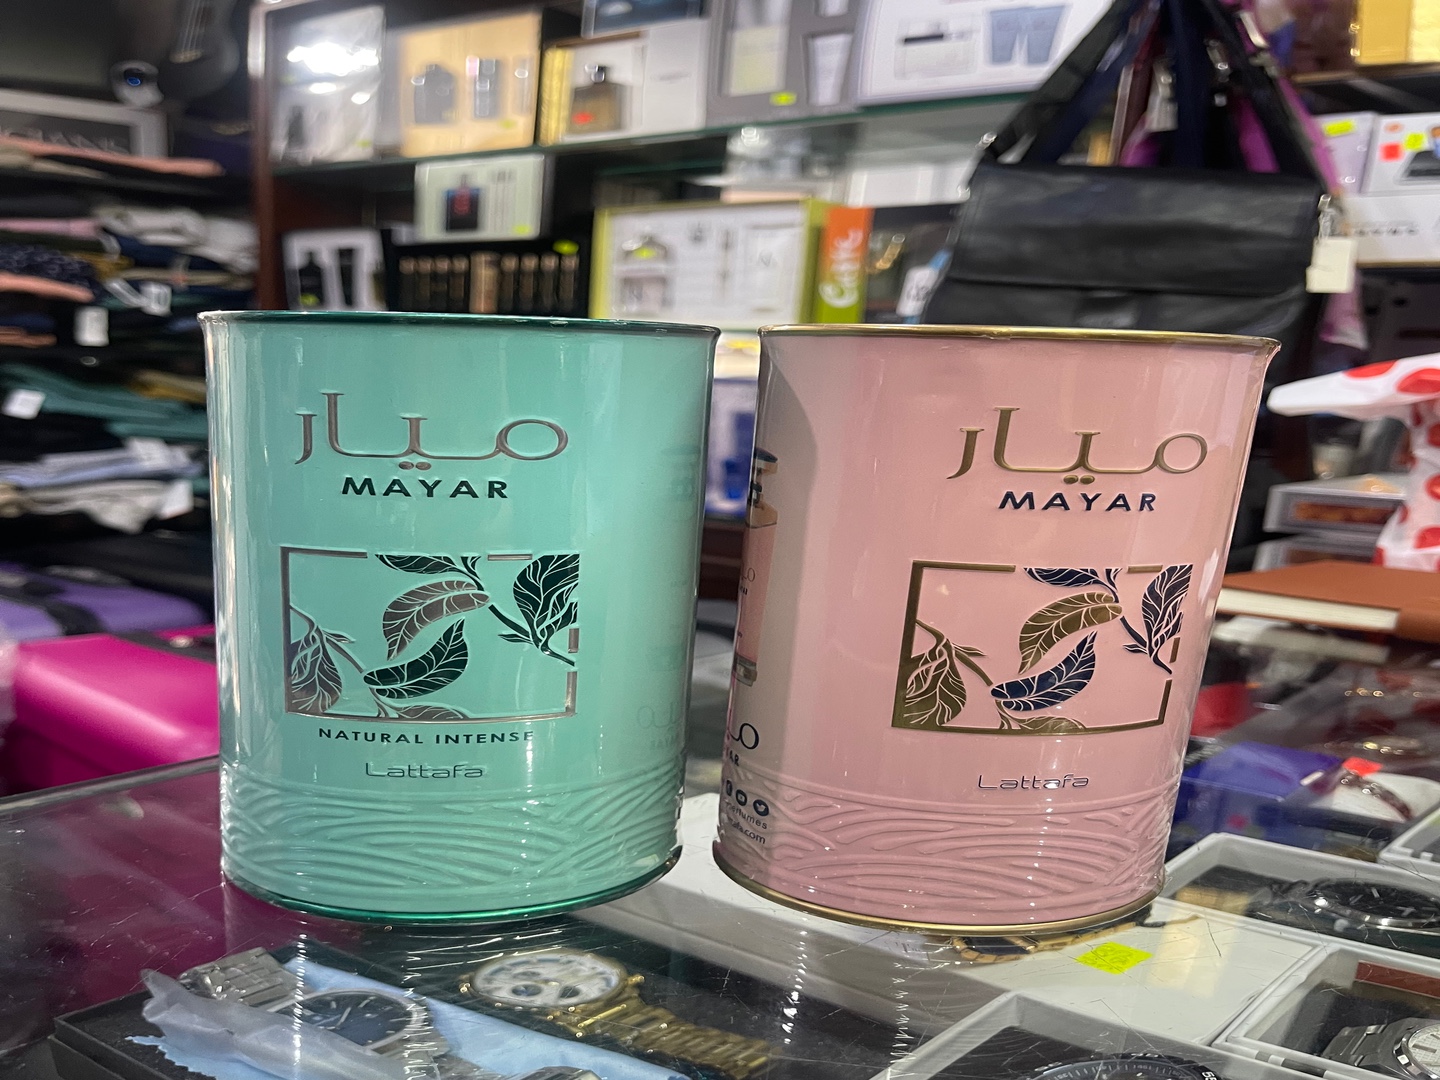 ميار
MAYAR
NATURAL INTENSE
Lattafa
ميار
MAYAR
Lattafa